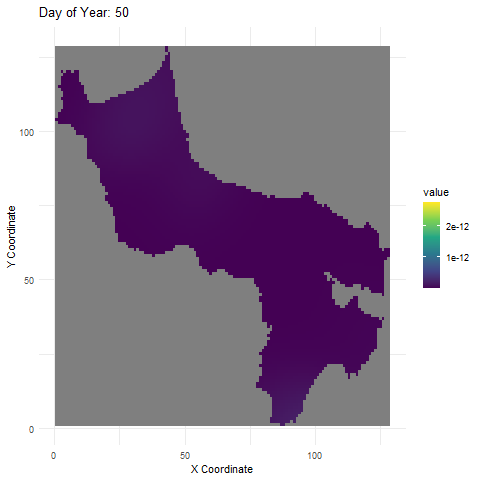 Day of Year: 50
value
2e-12
1e-12
100
50
0
0
50
100
Y Coordinate
X Coordinate